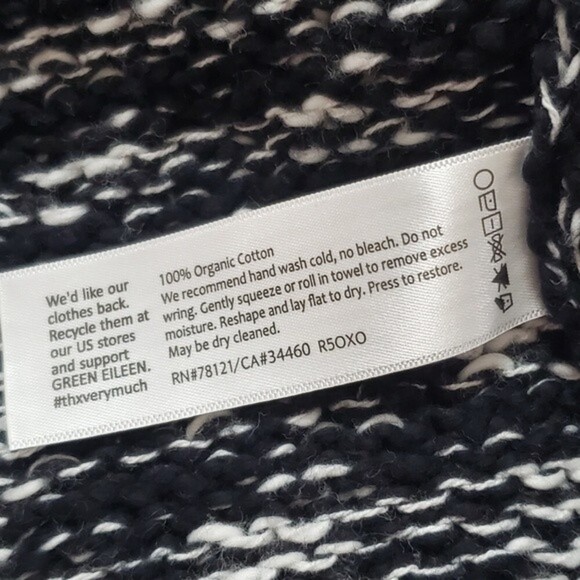 We'd like our
clothes back.
Recycle them at
our US stores
and support
GREEN EILEEN.
#thxverymuch
100% Organic Cotton
We recommend hand wash cold, no bleach. Do not
wring. Gently squeeze or roll in towel to remove excess
moisture. Reshape and lay flat to dry. Press to restore.
May be dry cleaned.
RN#78121/CA#34460 R5OXO